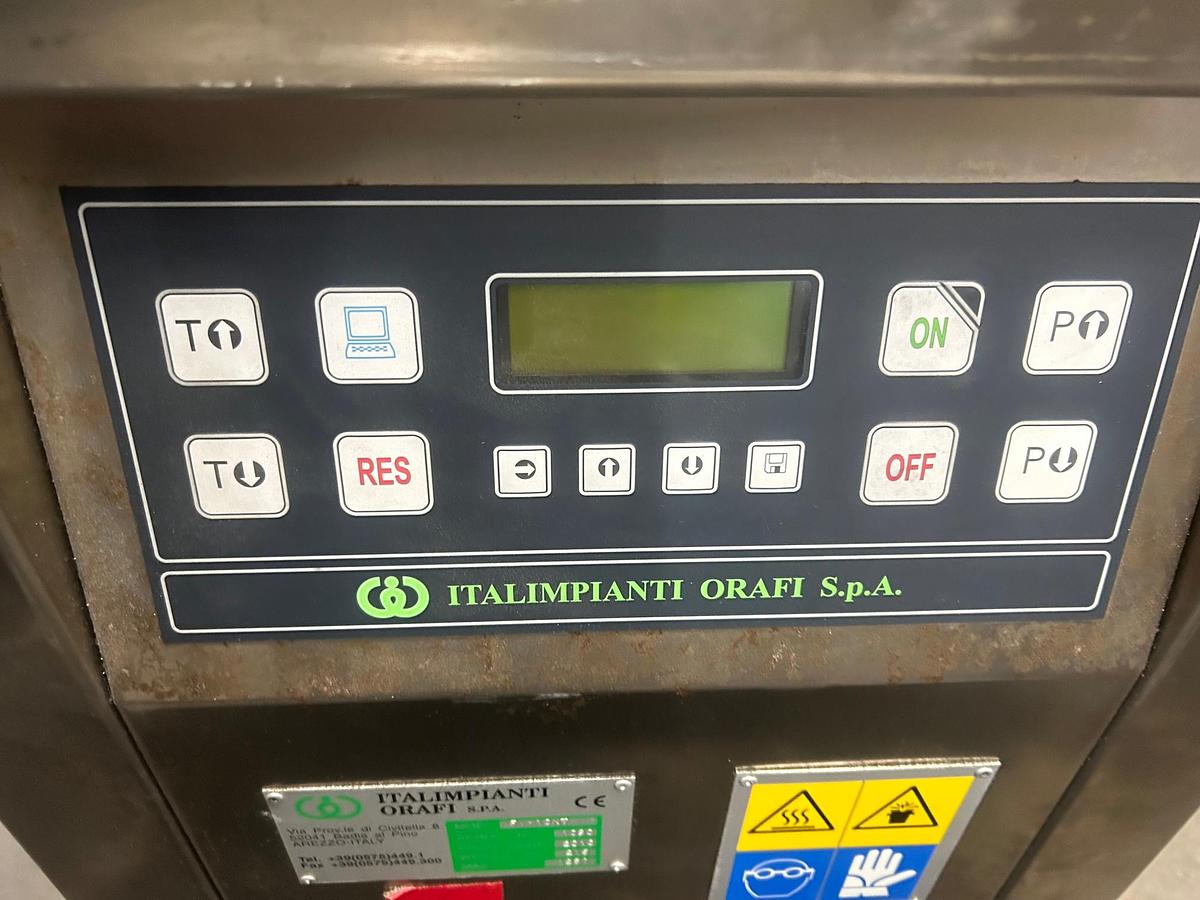 T
ON
P
T
RES
OFF
P
ITALIMPIANTI ORAFI S.p.A.
ITALIMPIANTI
ORAFI S.P.A.
CE
Via Prov.le di Civitella 8
52041 Badia al Pino
AREZZO-ITALY
Tel. +39(0575)449.1
Fax +39(0575)449.300